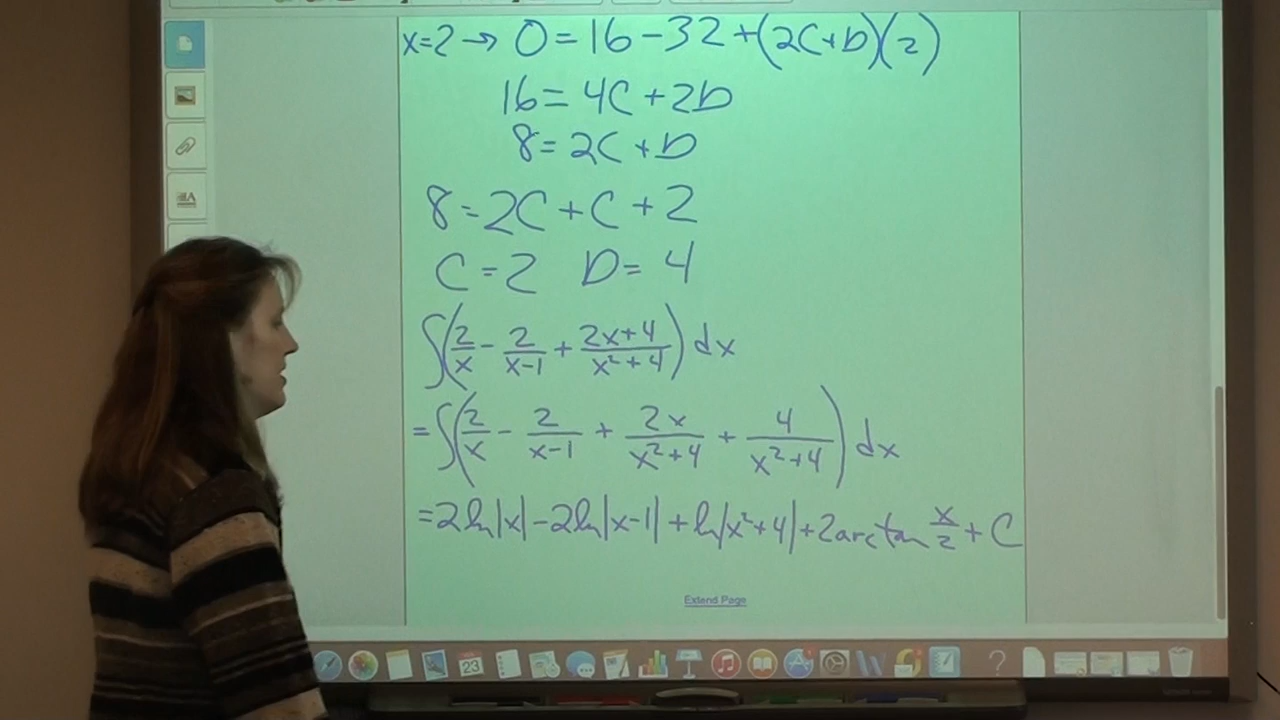 x=2 → 0=16-32+(2C+D)(2)
16=4C+2D
8=2C+D
8=2C+C+2
C=2 D=4
∫(2/x - 2/(x-1) + (2x+4)/(x²+4)) dx
=∫(2/x - 2/(x-1) + 2x/(x²+4) + 4/(x²+4)) dx
=2ln|x|-2ln|x-1|+ln|x²+4|+2arctan x/2 + C
Extend Page
23